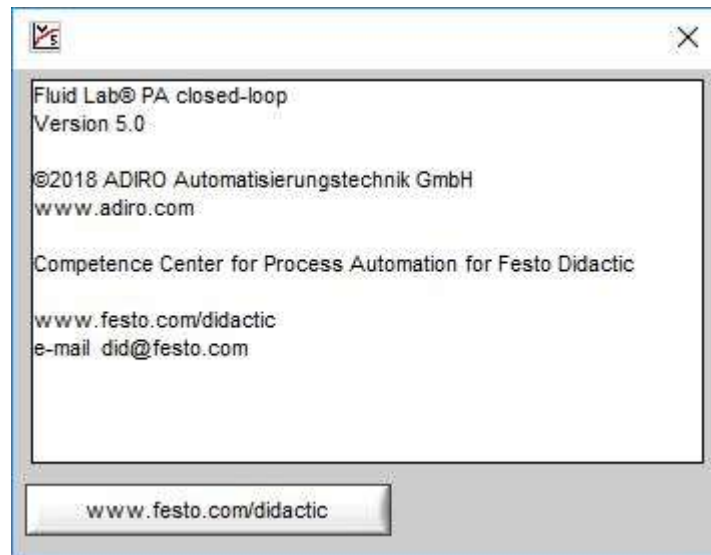 Fluid Lab® PA closed-loop
Version 5.0
©2018 ADIRO Automatisierungstechnik GmbH
www.adiro.com
Competence Center for Process Automation for Festo Didactic
www.festo.com/didactic
e-mail did@festo.com
www.festo.com/didactic